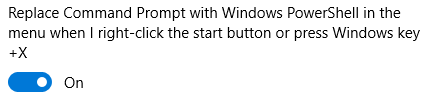 Replace Command Prompt with Windows PowerShell in the
menu when I right-click the start button or press Windows key
+X
On